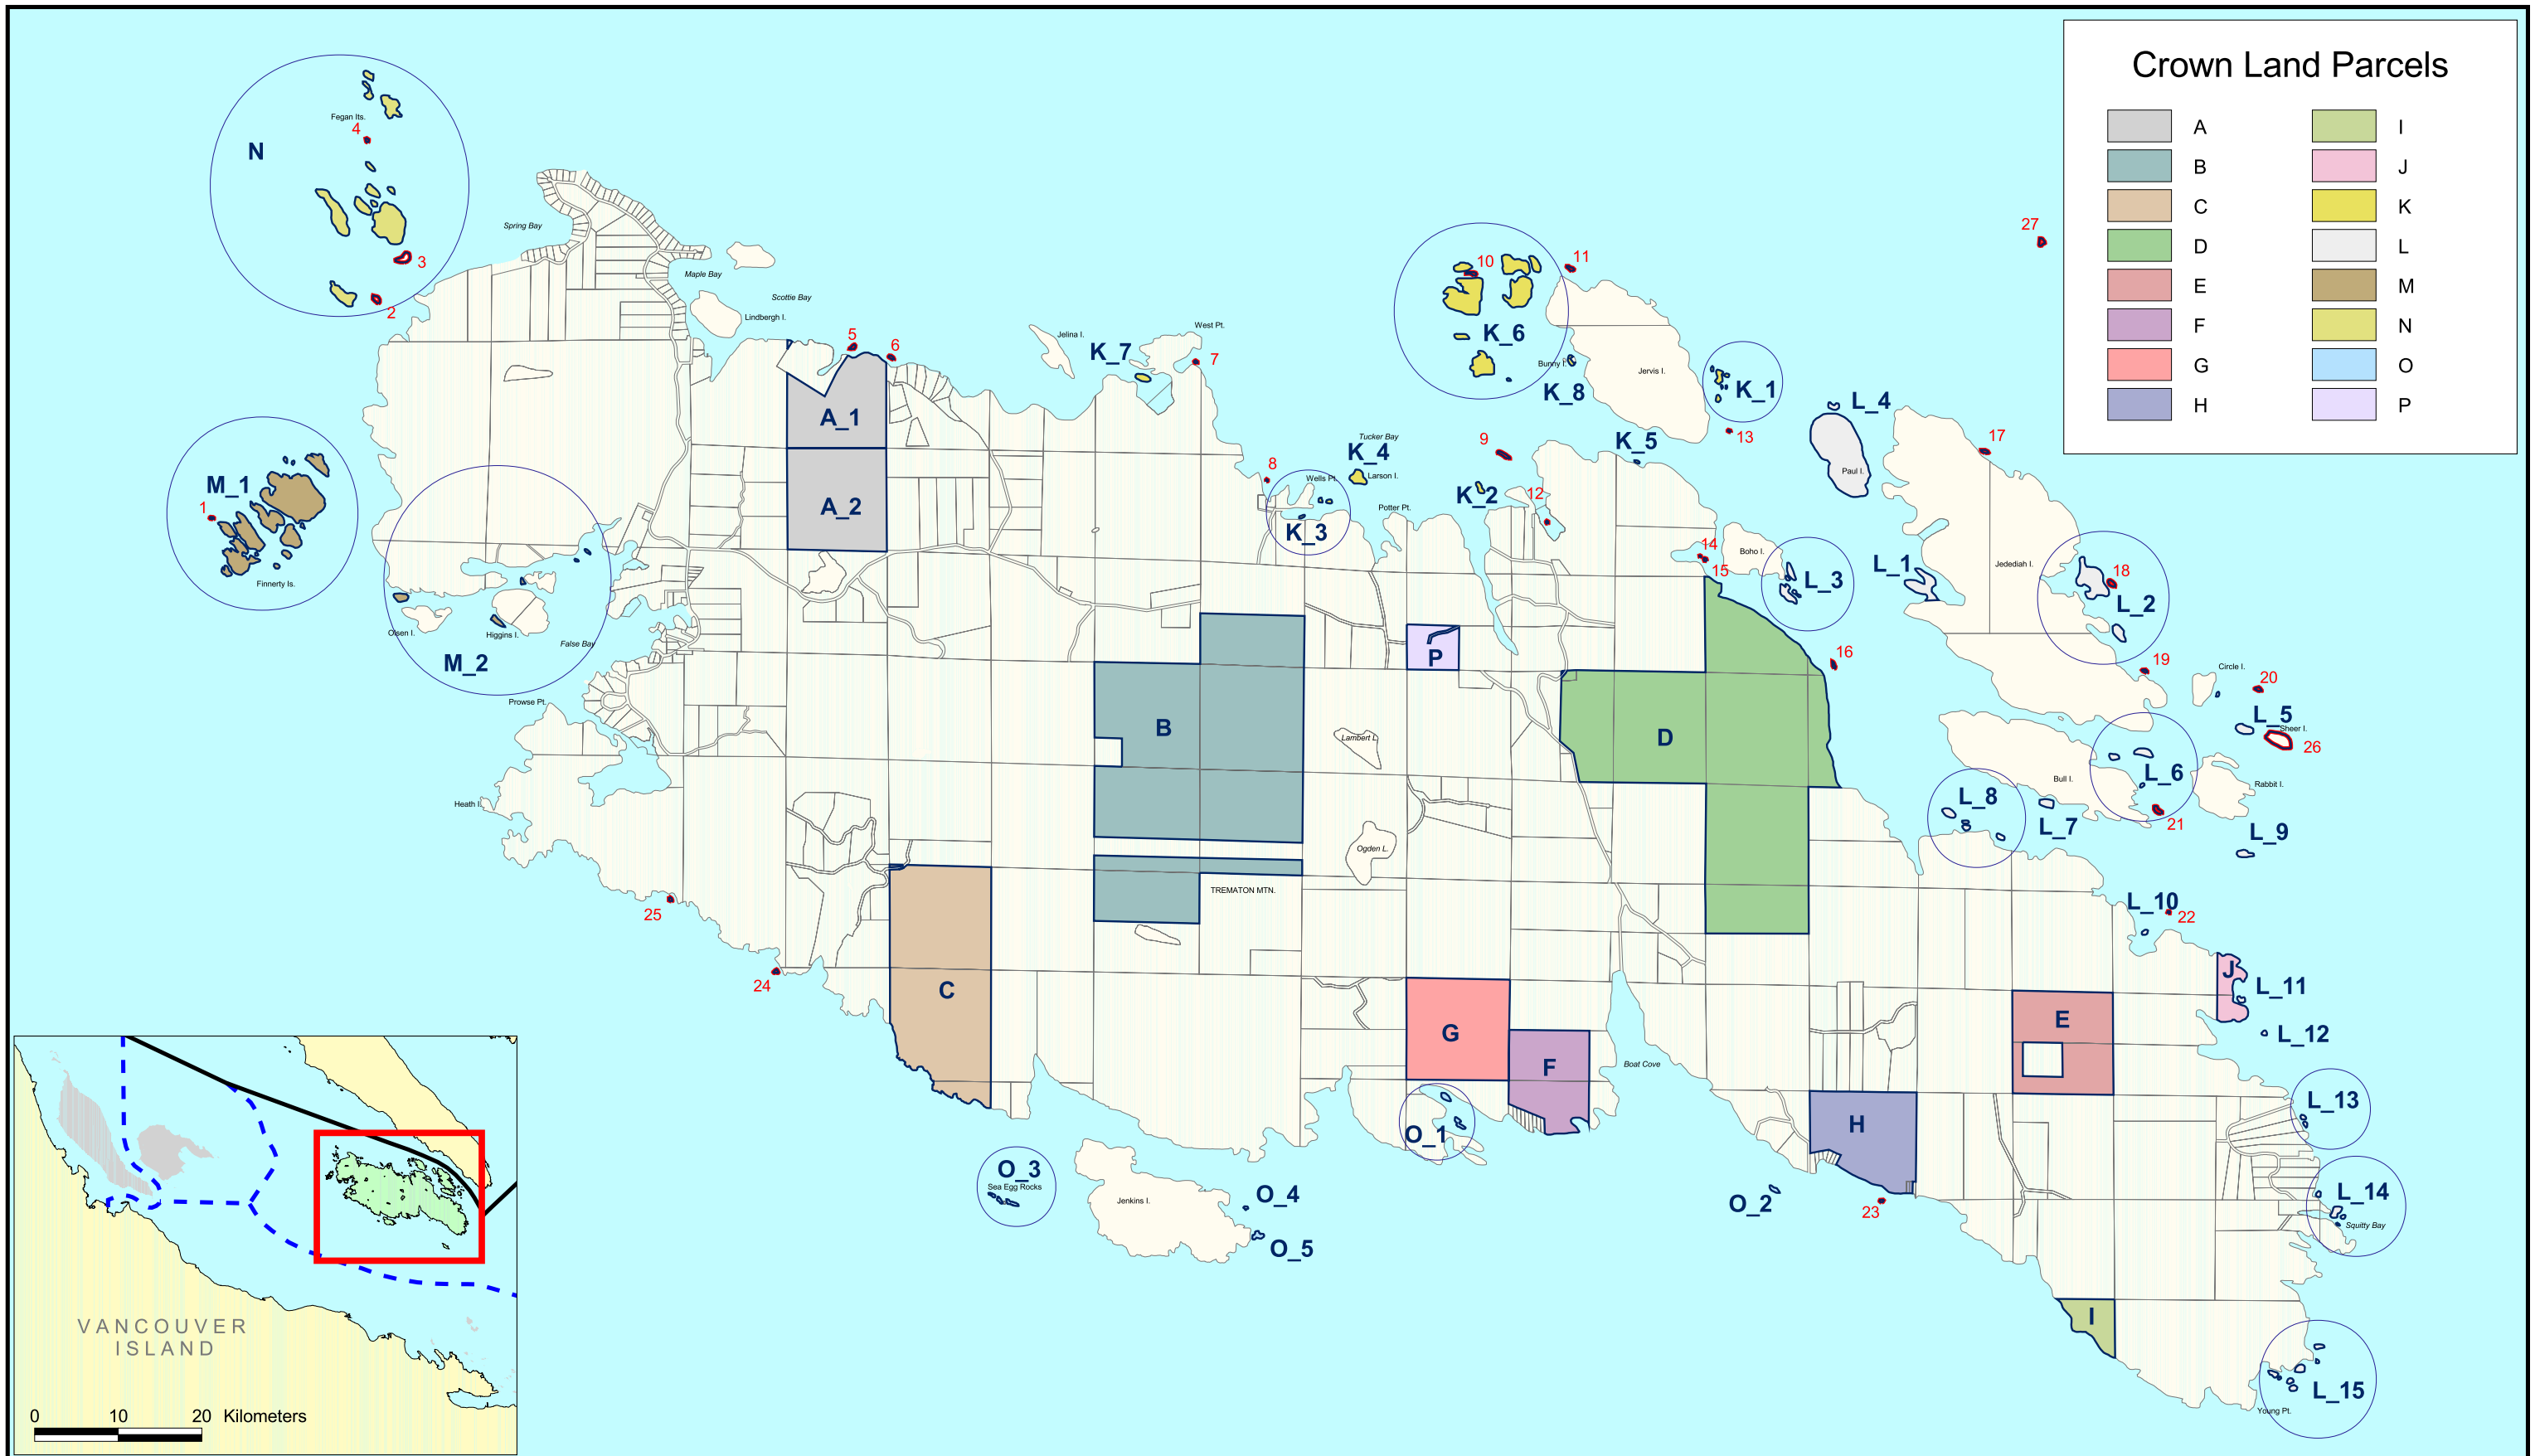 Crown Land Parcels
A
B
C
D
E
F
G
H
I
J
K
L
M
N
O
P
N
Fegan Its.
4
3
2
Spring Bay
Maple Bay
Scottie Bay
Lindbergh I.
5
6
A_1
A_2
Jelina I.
West Pt.
K_7
7
10
11
K_6
Bunny I.
K_8
Jervis I.
K_1
13
27
L_4
Paul I.
17
M_1
1
Finnerty Is.
Olsen I.
Higgins I.
False Bay
M_2
Prowse Pt.
Heath I.
8
Wells Pt.
K_3
Tucker Bay
K_4
Larson I.
Potter Pt.
9
K_2
12
K_5
14
15
Boho I.
L_3
L_1
Jedediah I.
18
L_2
16
19
Circle I.
20
L_5
Sheer I.
26
B
P
Lambert L.
D
Bull I.
L_6
Rabbit I.
21
L_7
L_8
L_9
Ogden L.
TREMATON MTN.
25
24
C
L_10
22
J
L_11
L_12
E
G
F
Boat Cove
H
O_1
O_2
23
O_3
Sea Egg Rocks
Jenkins I.
O_4
O_5
L_13
L_14
Squitty Bay
I
L_15
Young Pt.
VANCOUVER
ISLAND
0 10 20 Kilometers